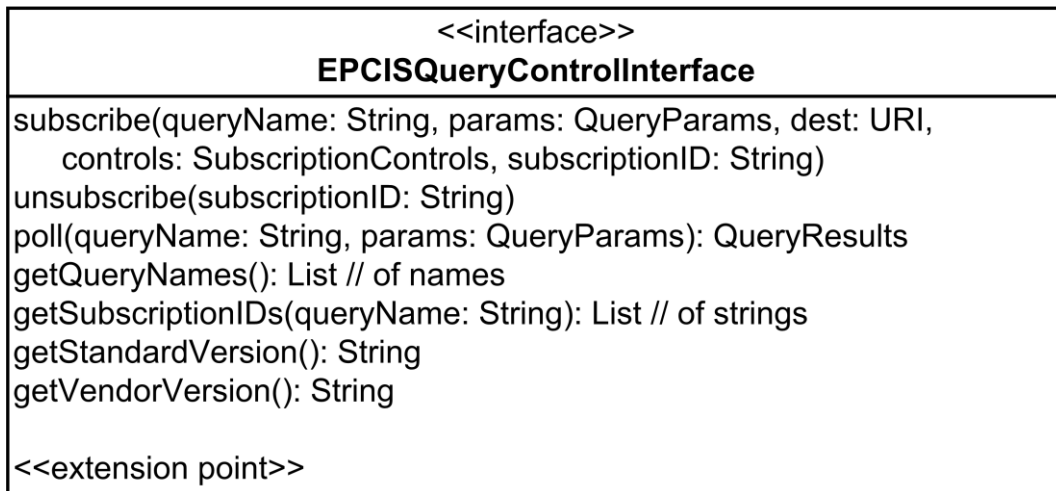 <<interface>>
EPCISQueryControlInterface
subscribe(queryName: String, params: QueryParams, dest: URI,
controls: SubscriptionControls, subscriptionID: String)
unsubscribe(subscriptionID: String)
poll(queryName: String, params: QueryParams): QueryResults
getQueryNames(): List // of names
getSubscriptionIDs(queryName: String): List // of strings
getStandardVersion(): String
getVendorVersion(): String
<<extension point>>